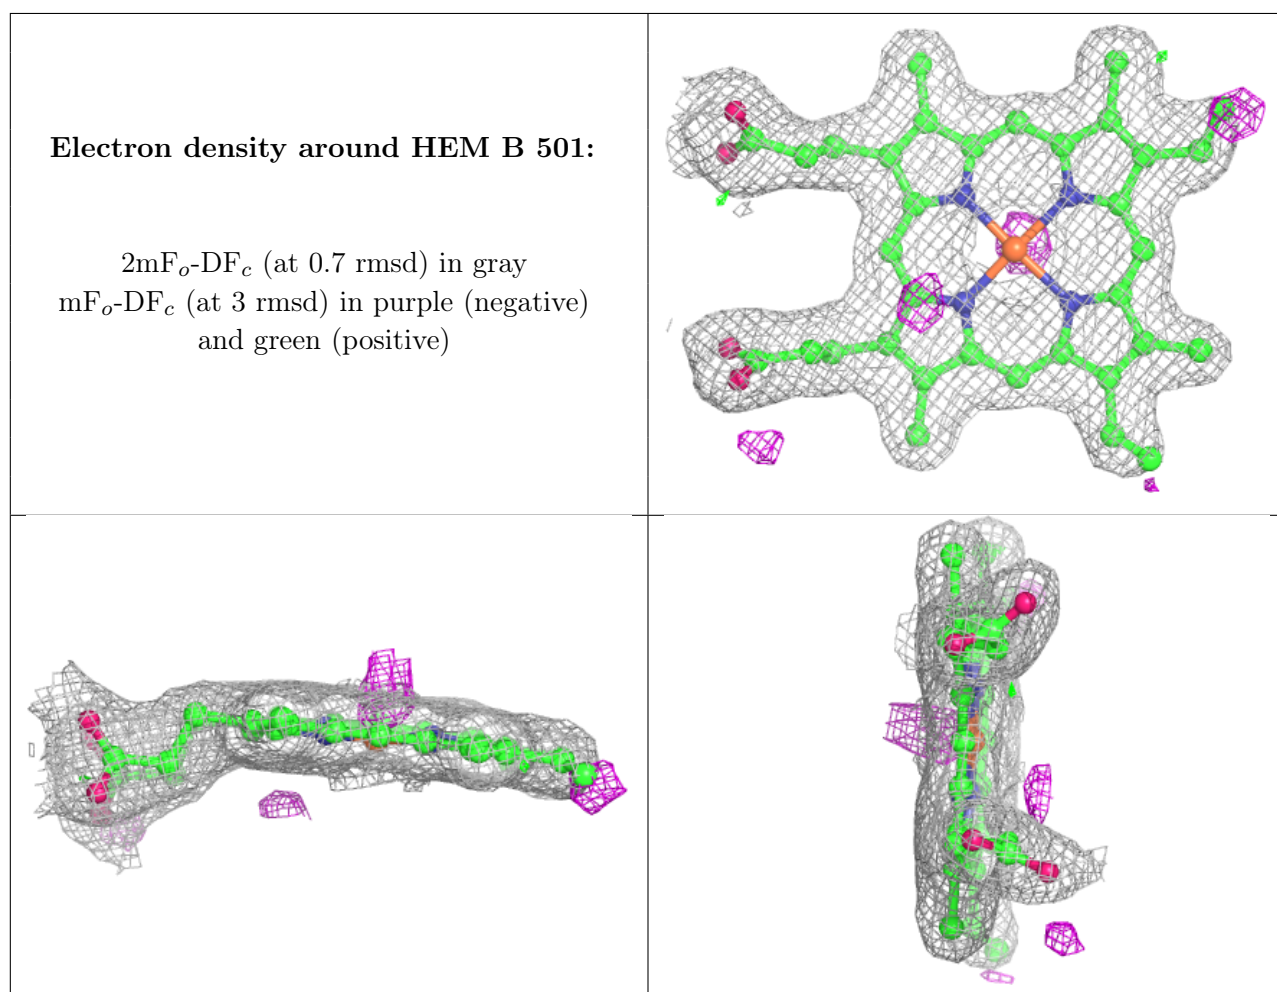 Electron density around HEM B 501:
2mFo-DFc (at 0.7 rmsd) in gray
mFo-DFc (at 3 rmsd) in purple (negative)
and green (positive)